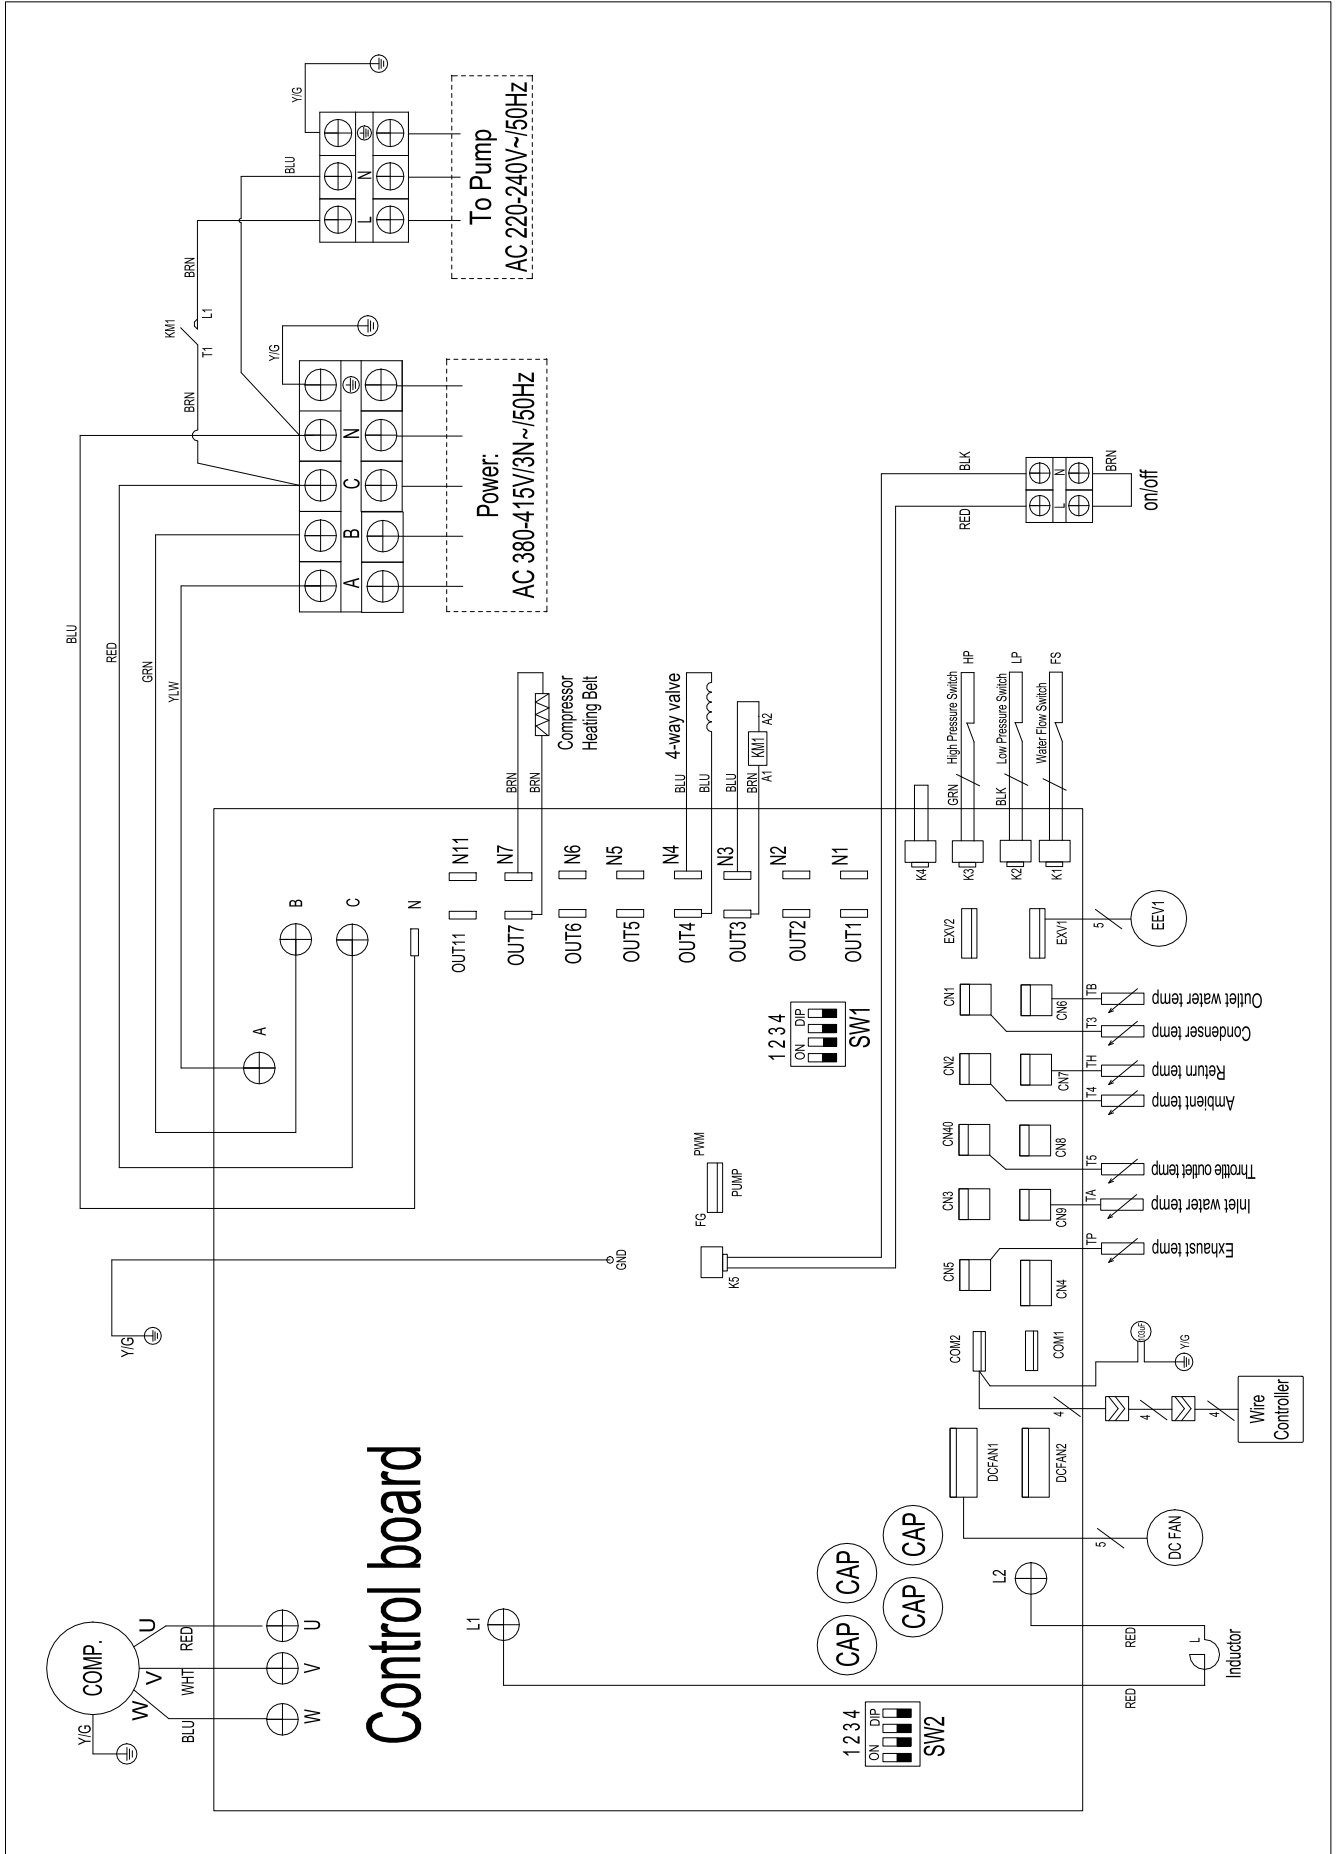 COMP.
U
V
W
Y/G
RED
WHT
BLU
U
V
W
Control board
L1
CAP
CAP
CAP
CAP
1 2 3 4
ON DIP
SW2
L2
RED
RED
L
Inductor
Y/G
GND
BLU
RED
GRN
YLW
A
B
C
N
BRN
KM1
T1
L1
BRN
BLU
Y/G
L
N
To Pump
AC 220-240V~/50Hz
Y/G
A
B
C
N
Power:
AC 380-415V/3N~/50Hz
OUT11
N11
OUT7
N7
OUT6
N6
OUT5
N5
OUT4
N4
OUT3
N3
OUT2
N2
OUT1
N1
BRN
BRN
Compressor
Heating Belt
BLU
BLU
4-way valve
BLU
BRN
KM1
A1
A2
1 2 3 4
ON DIP
SW1
FG
PWM
PUMP
K5
BLK
RED
L
N
BRN
on/off
K4
K3
GRN
High Pressure Switch
HP
K2
BLK
Low Pressure Switch
LP
K1
Water Flow Switch
FS
EXV2
EXV1
5
EEV1
CN1
CN6
CN2
CN7
CN40
CN8
CN3
CN9
CN5
CN4
TB
Outlet water temp
T3
Condenser temp
TH
Return temp
T4
Ambient temp
T5
Throttle outlet temp
TA
Inlet water temp
TP
Exhaust temp
COM2
COM1
103uF
Y/G
4
4
4
Wire
Controller
DCFAN1
DCFAN2
5
DC FAN